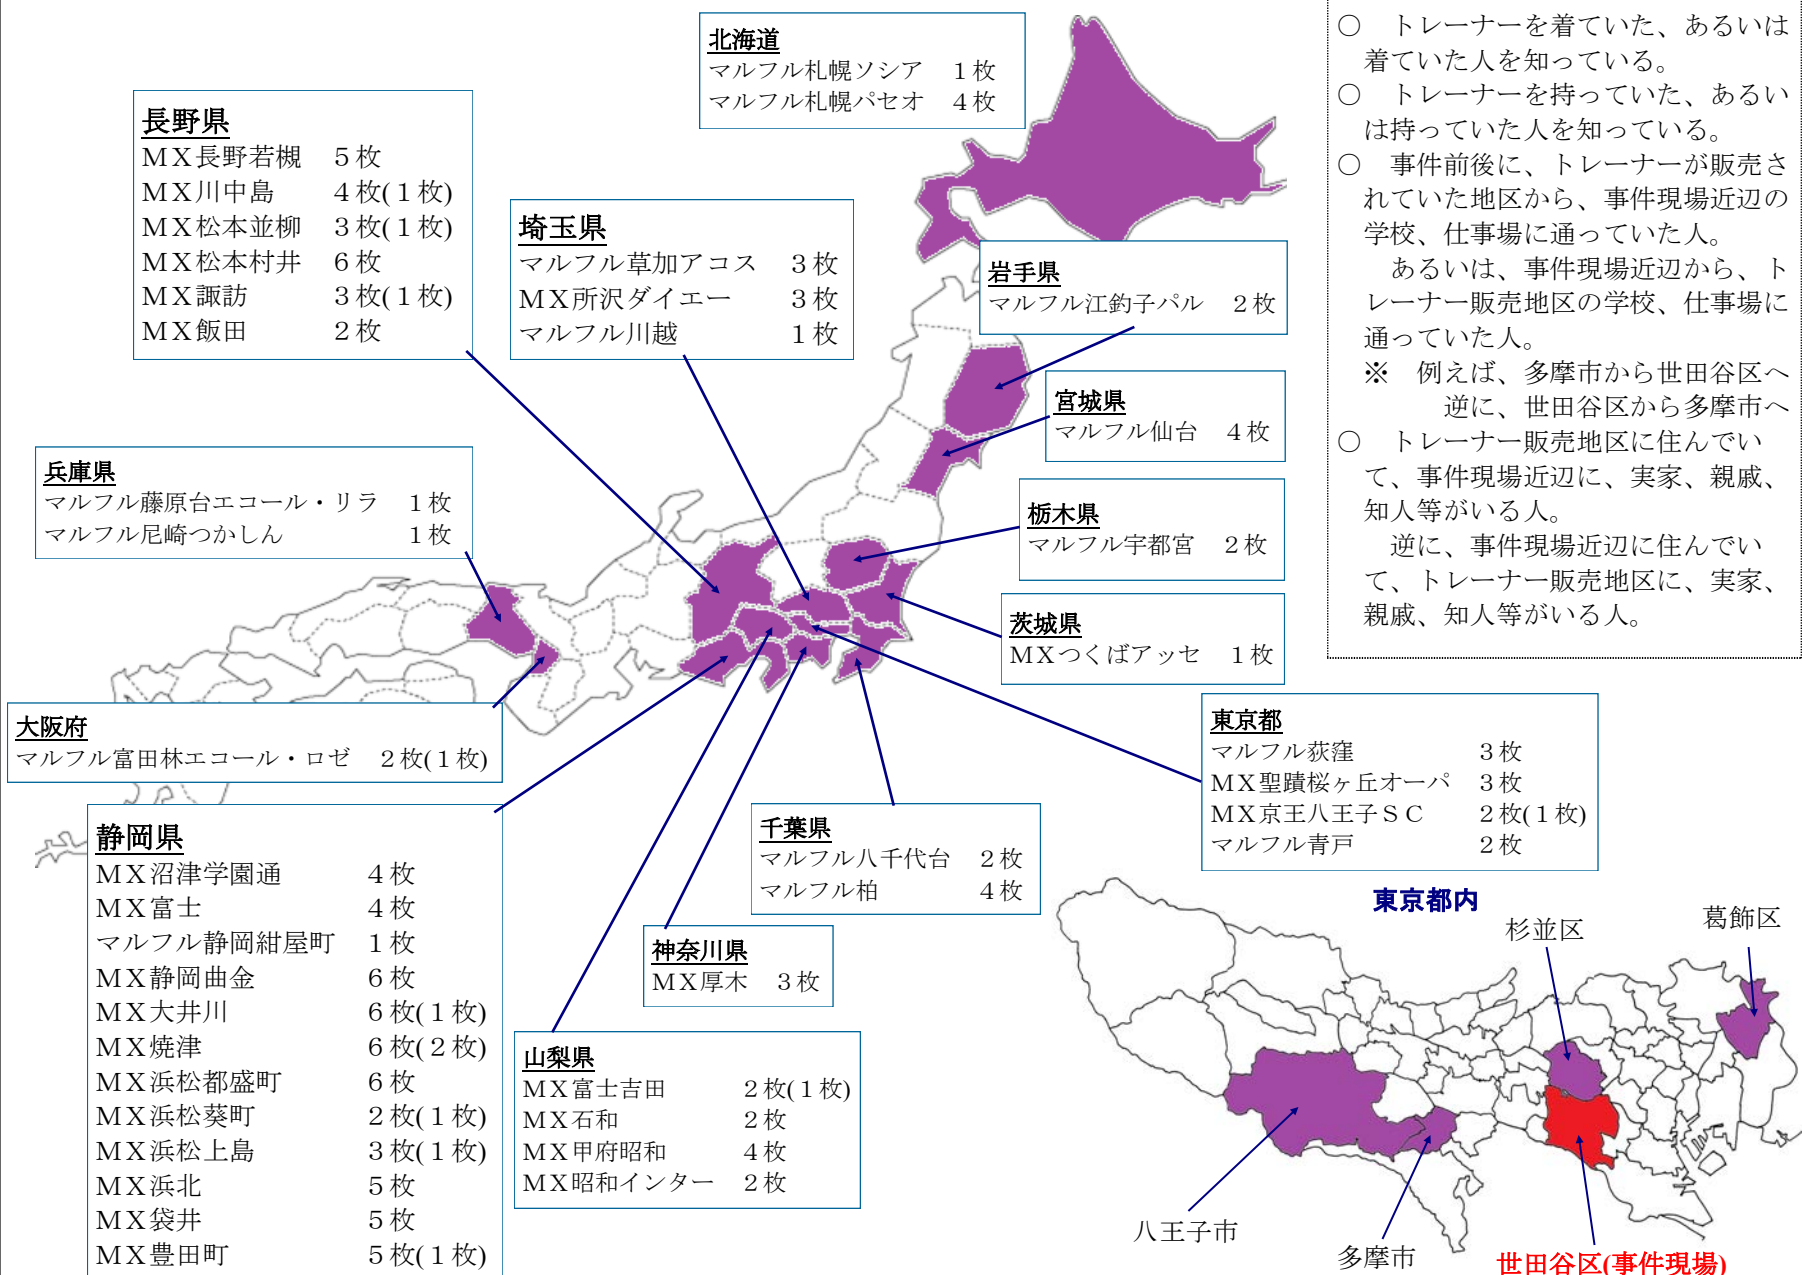 北海道
マルフル札幌ソシア　１枚
マルフル札幌パセオ　４枚
長野県
ＭＸ長野若槻　５枚
ＭＸ川中島　４枚(１枚)
ＭＸ松本並柳　３枚(１枚)
ＭＸ松本村井　６枚
ＭＸ諏訪　３枚(１枚)
ＭＸ飯田　２枚
埼玉県
マルフル草加アコス　３枚
ＭＸ所沢ダイエー　３枚
マルフル川越　１枚
岩手県
マルフル江釣子パル　２枚
宮城県
マルフル仙台　４枚
栃木県
マルフル宇都宮　２枚
茨城県
ＭＸつくばアッセ　１枚
兵庫県
マルフル藤原台エコール・リラ　１枚
マルフル尼崎つかしん　１枚
大阪府
マルフル富田林エコール・ロゼ　２枚(１枚)
静岡県
ＭＸ沼津学園通　４枚
ＭＸ富士　４枚
マルフル静岡紺屋町　１枚
ＭＸ静岡曲金　６枚
ＭＸ大井川　６枚(１枚)
ＭＸ焼津　６枚(２枚)
ＭＸ浜松都盛町　６枚
ＭＸ浜松葵町　２枚(１枚)
ＭＸ浜松上島　３枚(１枚)
ＭＸ浜北　５枚
ＭＸ袋井　５枚
ＭＸ豊田町　５枚(１枚)
千葉県
マルフル八千代台　２枚
マルフル柏　４枚
神奈川県
ＭＸ厚木　３枚
山梨県
ＭＸ富士吉田　２枚(１枚)
ＭＸ石和　２枚
ＭＸ甲府昭和　４枚
ＭＸ昭和インター　２枚
東京都
マルフル荻窪　３枚
ＭＸ聖蹟桜ヶ丘オーパ　３枚
ＭＸ京王八王子ＳＣ　２枚(１枚)
マルフル青戸　２枚
○　トレーナーを着ていた、あるいは
着ていた人を知っている。
○　トレーナーを持っていた、あるい
は持っていた人を知っている。
○　事件前後に、トレーナーが販売さ
れていた地区から、事件現場近辺の
学校、仕事場に通っていた人。
あるいは、事件現場近辺から、ト
レーナー販売地区の学校、仕事場に
通っていた人。
※　例えば、多摩市から世田谷区へ
逆に、世田谷区から多摩市へ
○　トレーナー販売地区に住んでい
て、事件現場近辺に、実家、親戚、
知人等がいる人。
逆に、事件現場近辺に住んでい
て、トレーナー販売地区に、実家、
親戚、知人等がいる人。
東京都内
杉並区
葛飾区
八王子市
多摩市
世田谷区(事件現場)